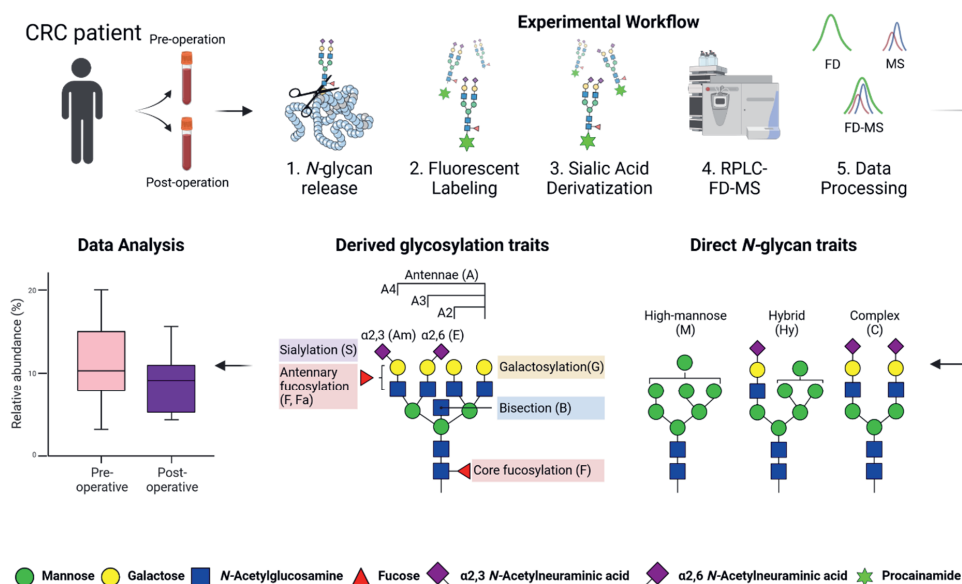 Experimental Workflow
CRC patient
Pre-operation
Post-operation
1. N-glycan
release
2. Fluorescent
Labeling
3. Sialic Acid
Derivatization
4. RPLC-
FD-MS
FD
MS
FD-MS
5. Data
Processing
Data Analysis
Relative abundance (%)
20
10
0
Pre-
operative
Post-
operative
Derived glycosylation traits
Antennae (A)
A4
A3
A2
α2,3 (Am)
α2,6 (E)
Sialylation (S)
Antennary
fucosylation
(F, Fa)
Galactosylation(G)
Bisection (B)
Core fucosylation (F)
Direct N-glycan traits
High-mannose
(M)
Hybrid
(Hy)
Complex
(C)
Mannose
Galactose
N-Acetylglucosamine
Fucose
α2,3 N-Acetylneuraminic acid
α2,6 N-Acetylneuraminic acid
Procainamide